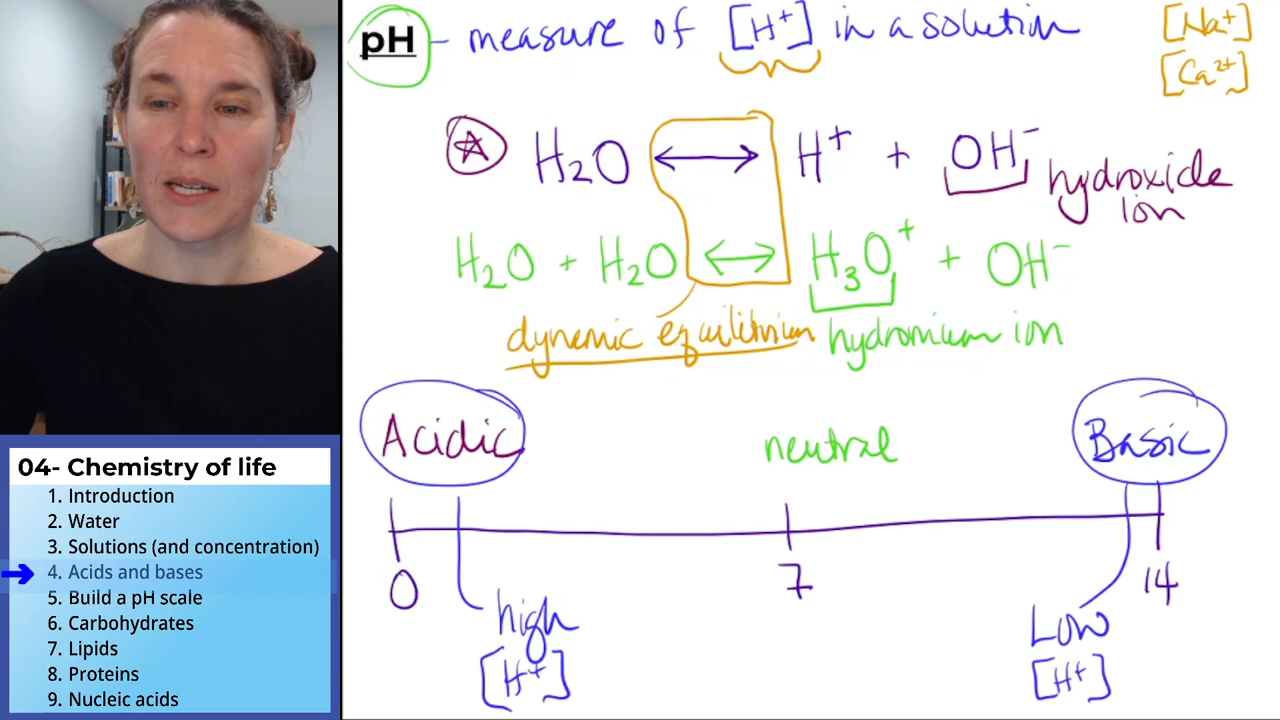 pH - measure of [H⁺] in a solution
[Na⁺]
[Ca²⁺]
H₂O ↔ H⁺ + OH⁻
hydroxide
ion
H₂O + H₂O ↔ H₃O⁺ + OH⁻
dynamic equilibrium
hydronium ion
Acidic
neutral
Basic
0
7
14
high
[H⁺]
Low
[H⁺]
04- Chemistry of life
1. Introduction
2. Water
3. Solutions (and concentration)
4. Acids and bases
5. Build a pH scale
6. Carbohydrates
7. Lipids
8. Proteins
9. Nucleic acids